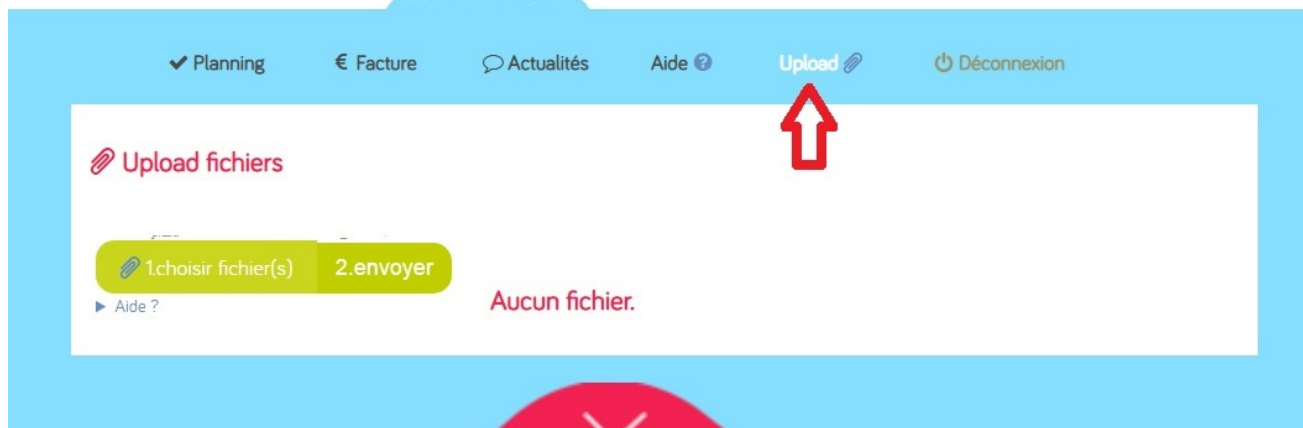 Planning € Facture Actualités Aide ? Upload Déconnexion
Upload fichiers
1.choisir fichier(s) 2.envoyer
Aide ?
Aucun fichier.